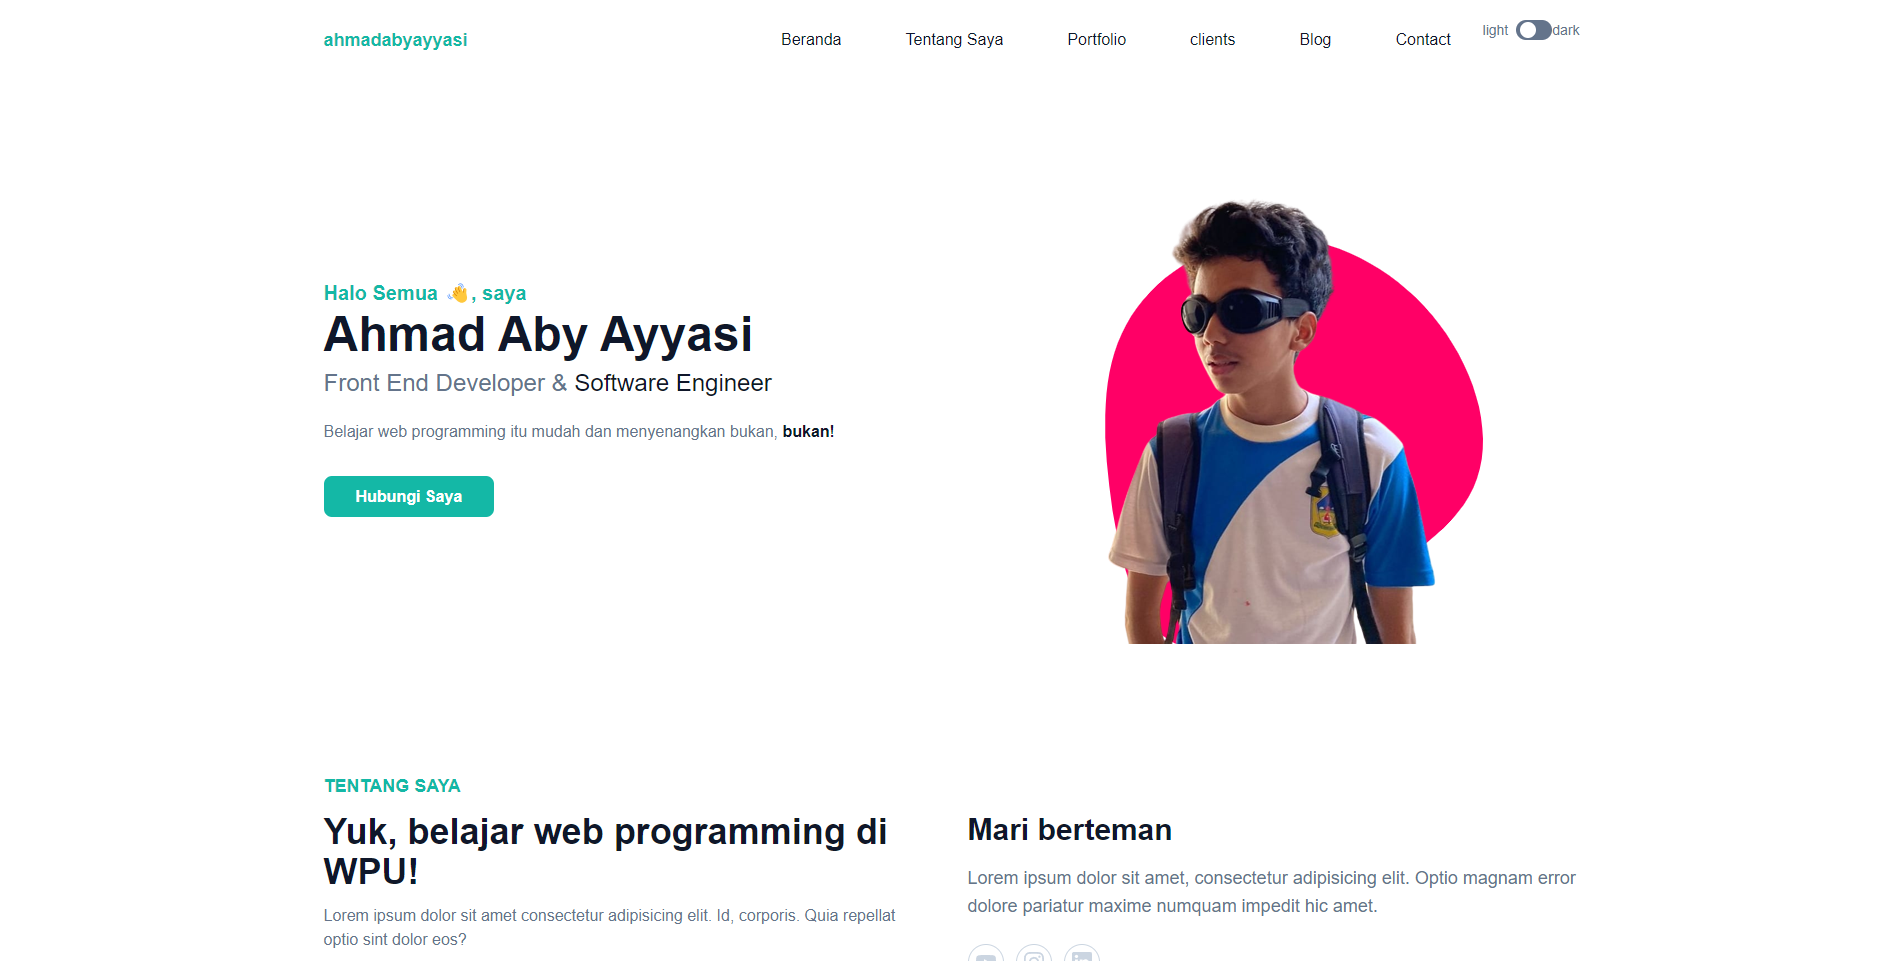 ahmadabyayyasi
Beranda Tentang Saya Portfolio clients Blog Contact light dark
Halo Semua 👋, saya
Ahmad Aby Ayyasi
Front End Developer & Software Engineer
Belajar web programming itu mudah dan menyenangkan bukan, bukan!
Hubungi Saya
TENTANG SAYA
Yuk, belajar web programming di
WPU!
Lorem ipsum dolor sit amet consectetur adipisicing elit. Id, corporis. Quia repellat
optio sint dolor eos?
Mari berteman
Lorem ipsum dolor sit amet, consectetur adipisicing elit. Optio magnam error
dolore pariatur maxime numquam impedit hic amet.